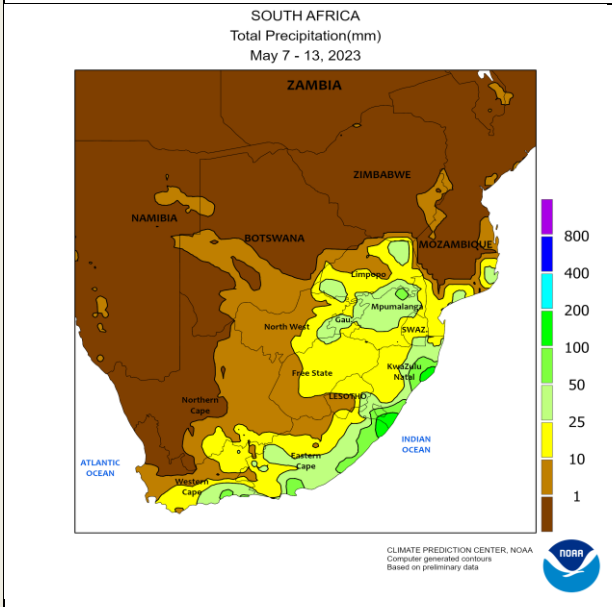 SOUTH AFRICA
Total Precipitation(mm)
May 7 - 13, 2023
ZAMBIA
ZIMBABWE
NAMIBIA
BOTSWANA
MOZAMBIQUE
Limpopo
Mpumalanga
North West
Gau.
SWAZ.
Free State
KwaZulu
Natal
LESOTHO
Northern
Cape
INDIAN
OCEAN
Eastern
Cape
ATLANTIC
OCEAN
Western
Cape
800
400
200
100
50
25
10
1
CLIMATE PREDICTION CENTER, NOAA
Computer generated contours
Based on preliminary data
NOAA